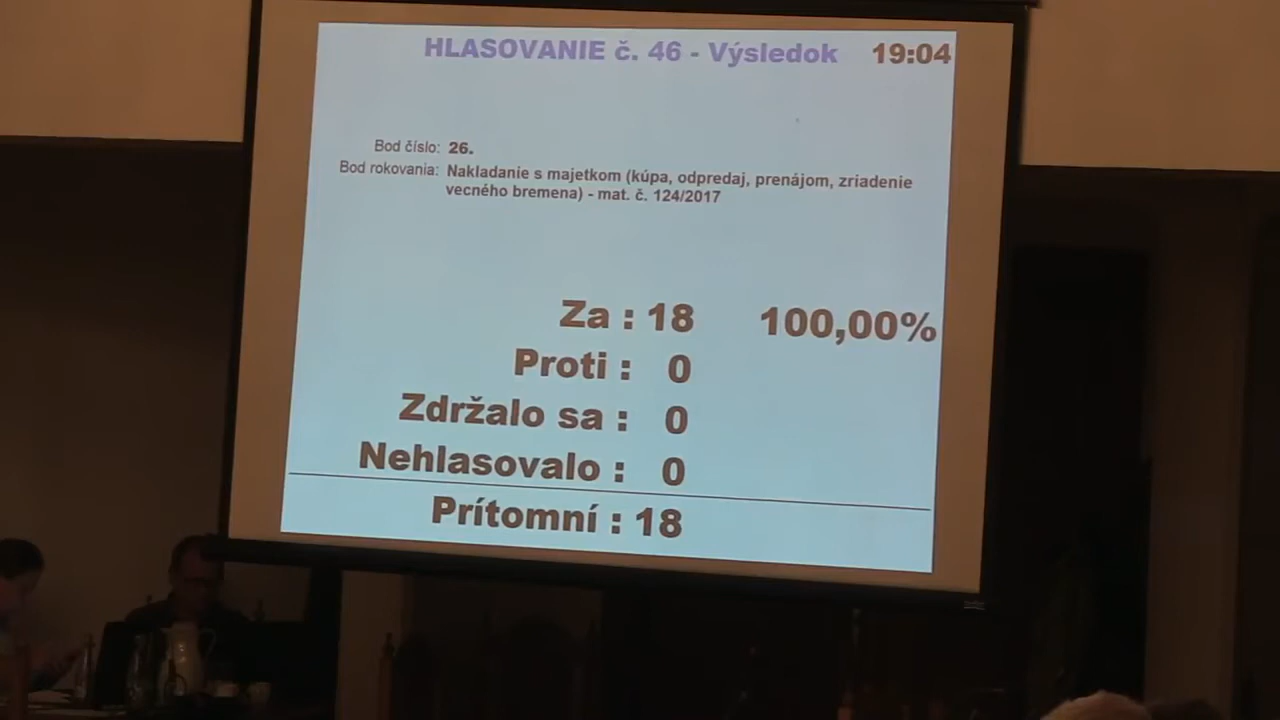 HLASOVANIE č. 46 - Výsledok 19:04
Bod číslo: 26.
Bod rokovania: Nakladanie s majetkom (kúpa, odpredaj, prenájom, zriadenie
vecného bremena) - mat. č. 124/2017
Za : 18 100,00%
Proti : 0
Zdržalo sa : 0
Nehlasovalo : 0
Prítomní : 18